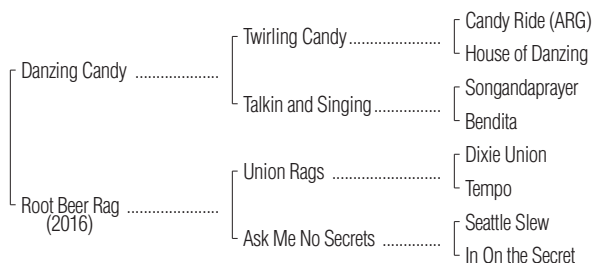 Candy Ride (ARG)
Twirling Candy .....................
House of Danzing
Danzing Candy ...................
Songandaprayer
Talkin and Singing...............
Bendita
Dixie Union
Union Rags ........................
Tempo
Root Beer Rag .....................
(2016)
Seattle Slew
Ask Me No Secrets .............
In On the Secret